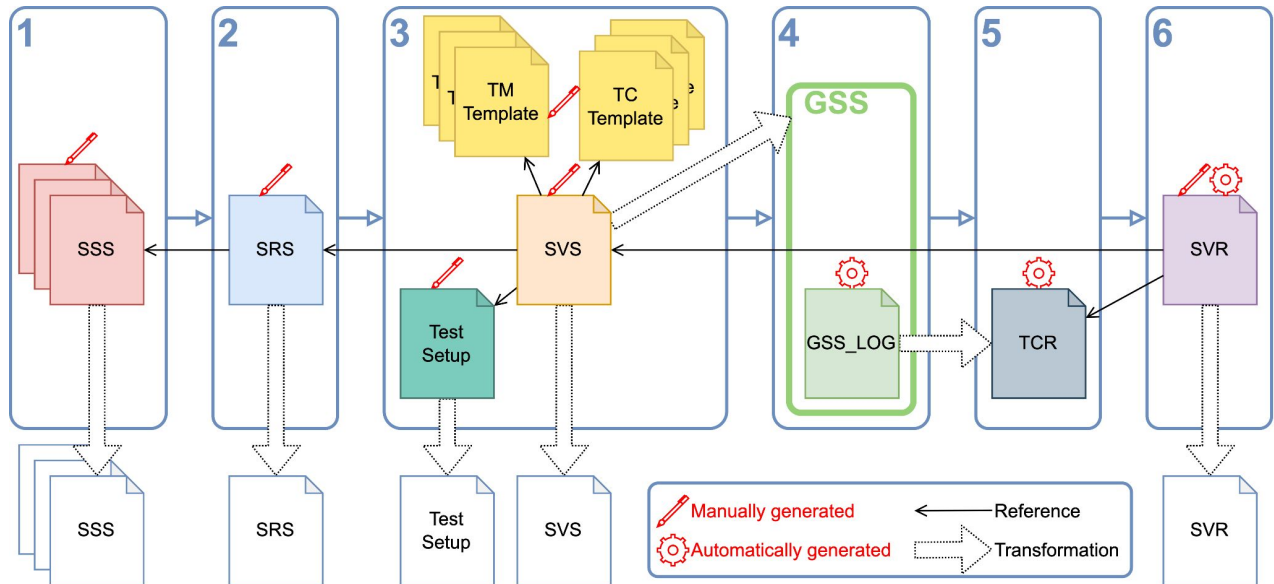 1
2
3
4
5
6
TM
Template
TC
Template
T
T
e
e
GSS
SSS
SRS
SVS
SVR
Test
Setup
GSS_LOG
TCR
SSS
SRS
Test
Setup
SVS
SVR
Manually generated
Reference
Automatically generated
Transformation